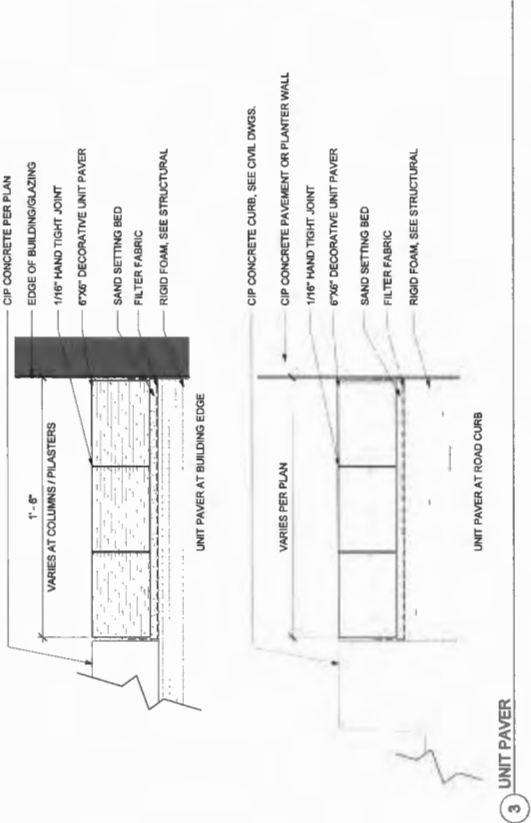 CIP CONCRETE PER PLAN
EDGE OF BUILDING/GLAZING
1/16" HAND TIGHT JOINT
6"X6" DECORATIVE UNIT PAVER
SAND SETTING BED
FILTER FABRIC
RIGID FOAM, SEE STRUCTURAL
1' - 6"
VARIES AT COLUMNS / PILASTERS
UNIT PAVER AT BUILDING EDGE
CIP CONCRETE CURB, SEE CIVIL DWGS.
CIP CONCRETE PAVEMENT OR PLANTER WALL
1/16" HAND TIGHT JOINT
6"X6" DECORATIVE UNIT PAVER
SAND SETTING BED
FILTER FABRIC
RIGID FOAM, SEE STRUCTURAL
VARIES PER PLAN
UNIT PAVER AT ROAD CURB
3 UNIT PAVER